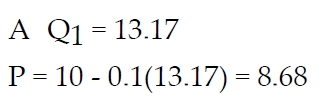 A Q1 = 13.17
P = 10 - 0.1(13.17) = 8.68